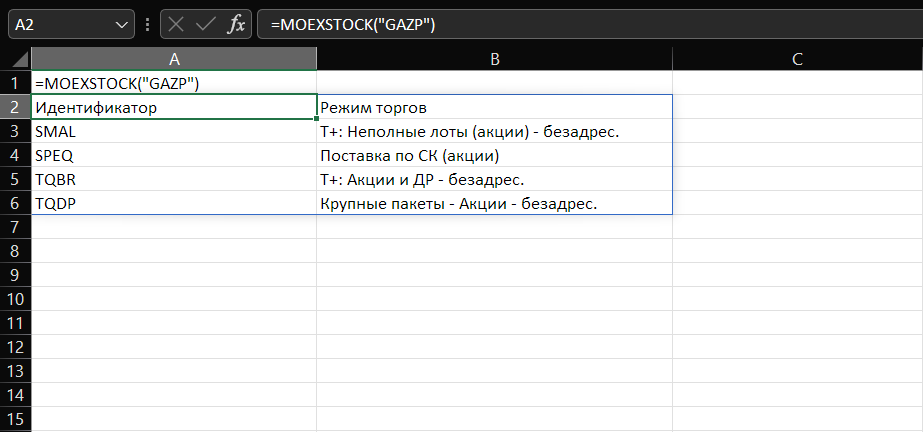 A2 fx =MOEXSTOCK("GAZP")
A B C
1 =MOEXSTOCK("GAZP")
2 Идентификатор Режим торгов
3 SMAL Т+: Неполные лоты (акции) - безадрес.
4 SPEQ Поставка по СК (акции)
5 TQBR Т+: Акции и ДР - безадрес.
6 TQDP Крупные пакеты - Акции - безадрес.
7
8
9
10
11
12
13
14
15